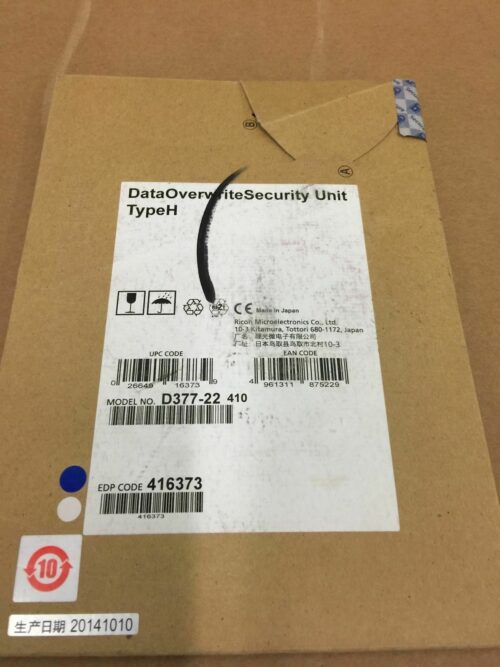 B
A
DataOverwriteSecurity Unit
TypeH
CE Made in Japan
Ricoh Microelectronics Co., Ltd.
10-3 Kitamura, Tottori 680-1172, Japan
厂名: 理光微电子有限公司
厂址: 日本鸟取县鸟取市北村10-3
UPC CODE
EAN CODE
0 26649 16373 9
4 961311 875229
MODEL NO. D377-22 410
EDP CODE 416373
416373
10
生产日期 20141010